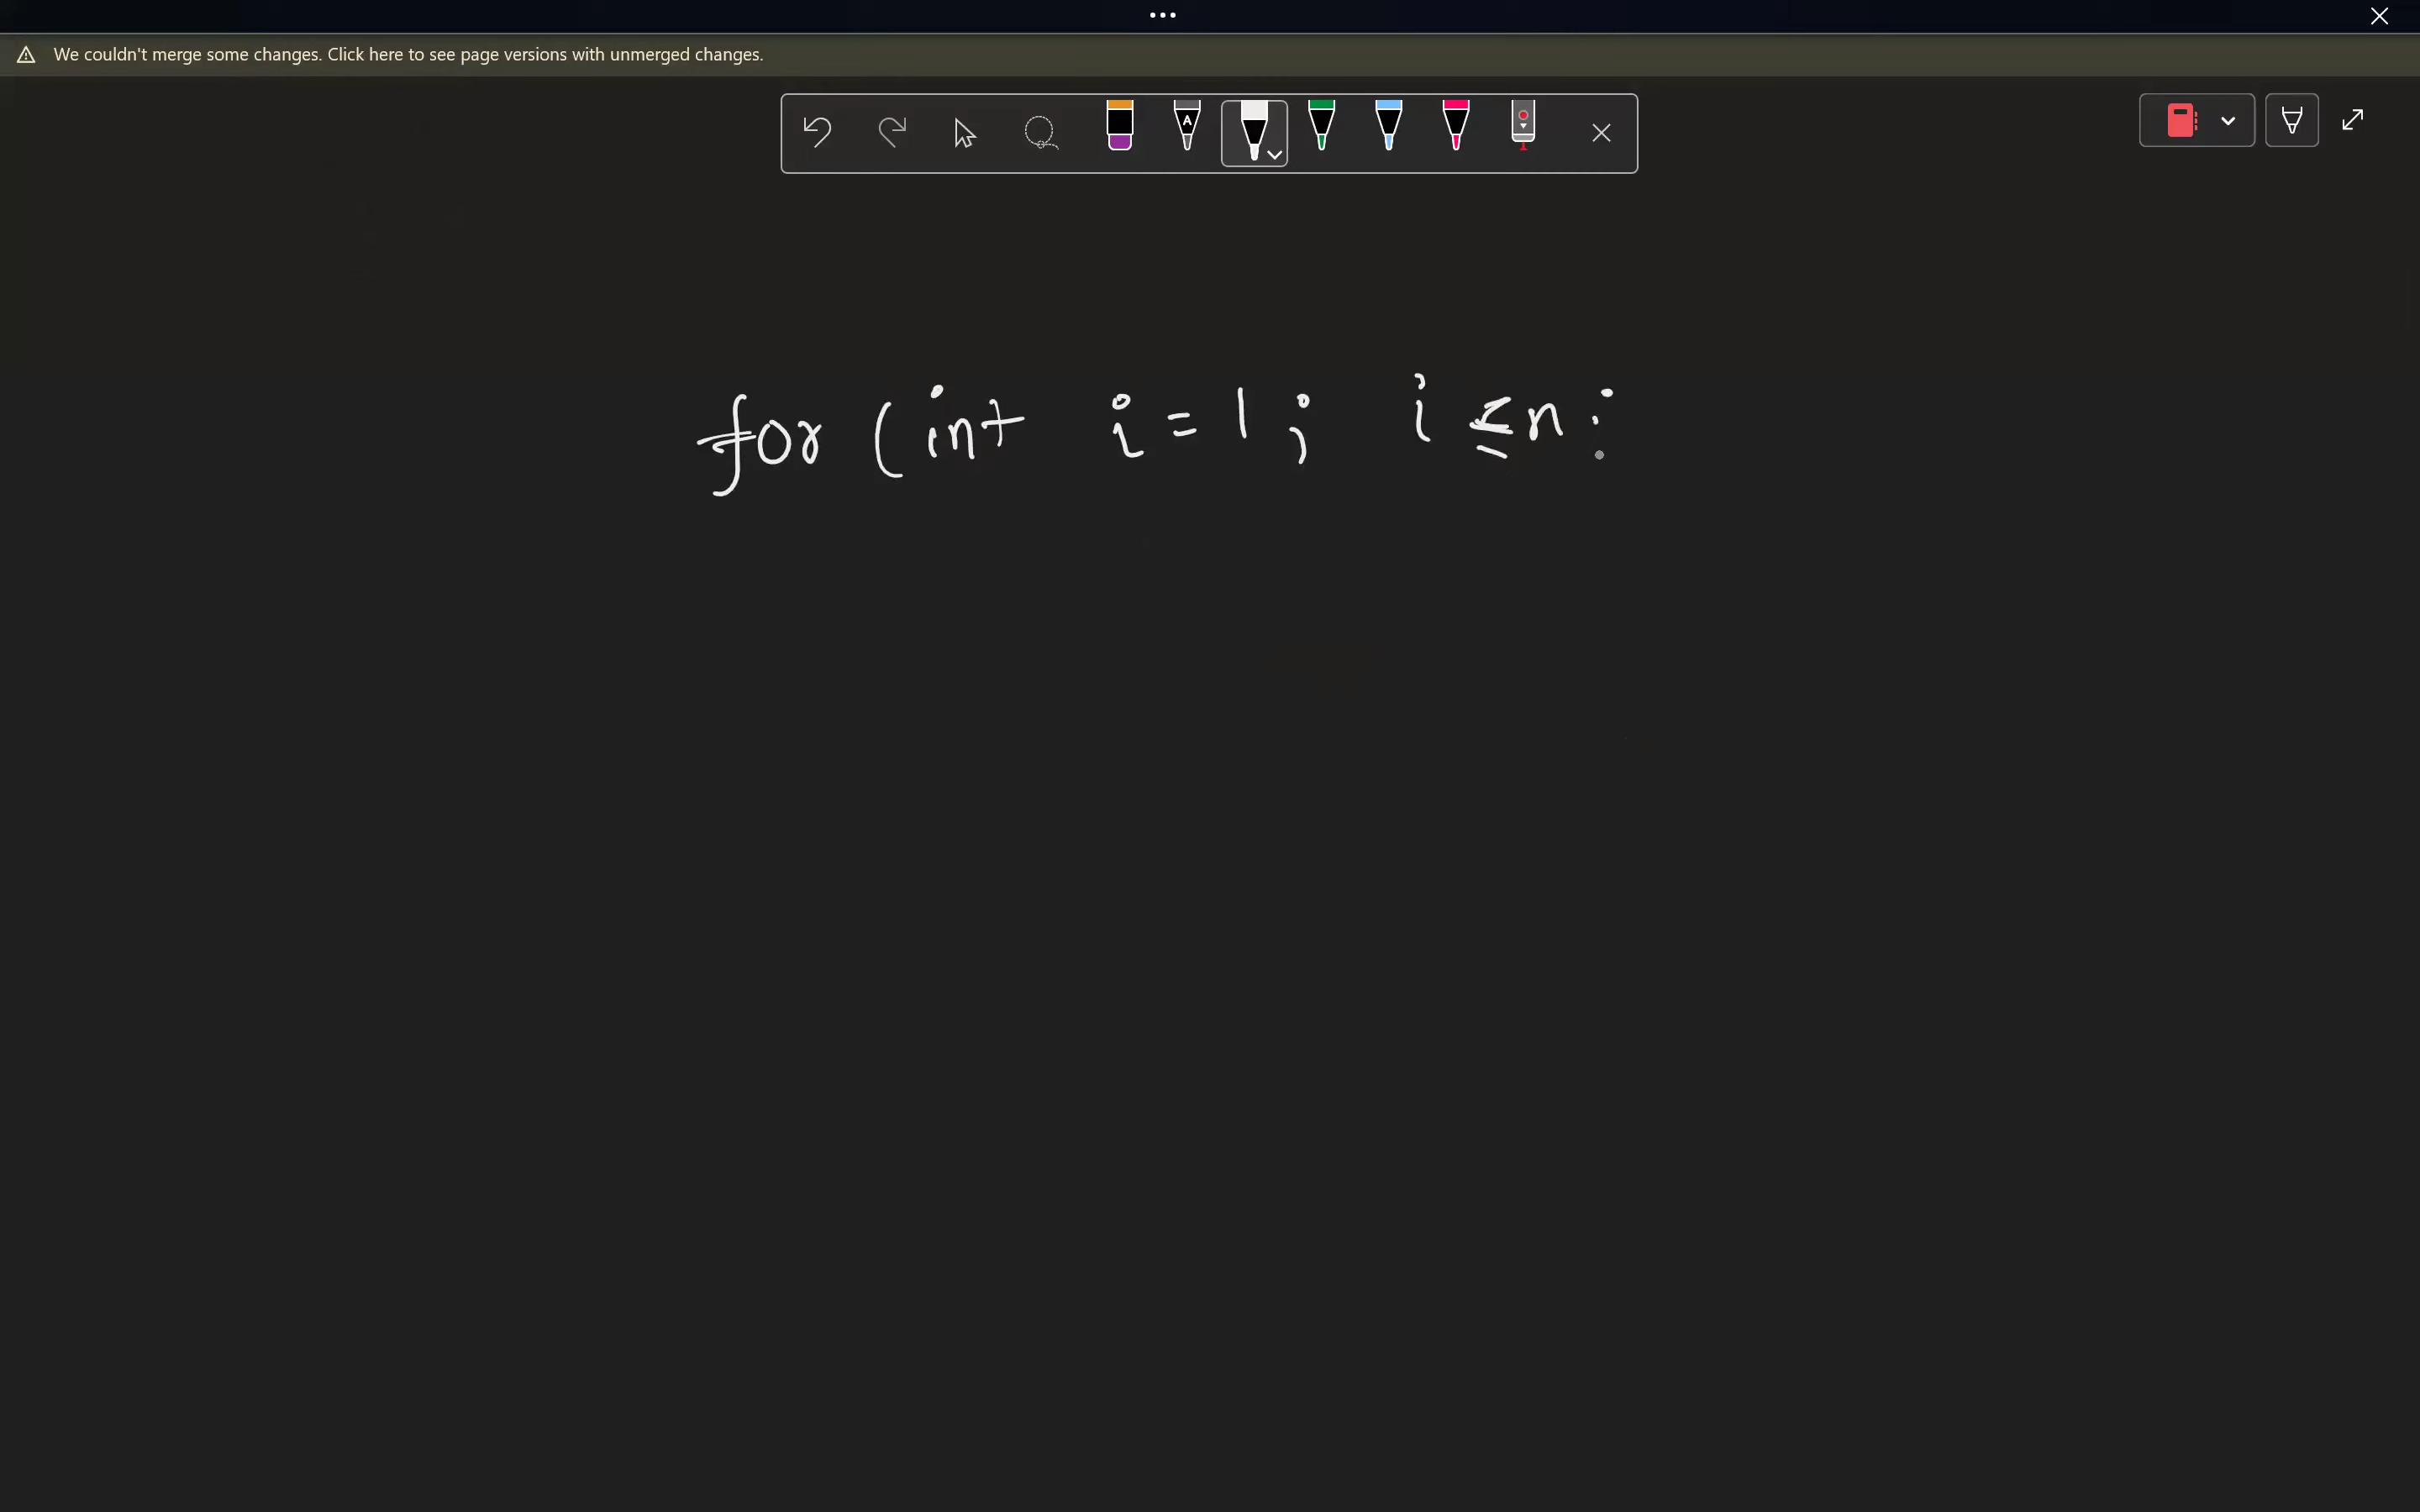 We couldn't merge some changes. Click here to see page versions with unmerged changes.
A
for (int i = 1 ; i ≤ n ;